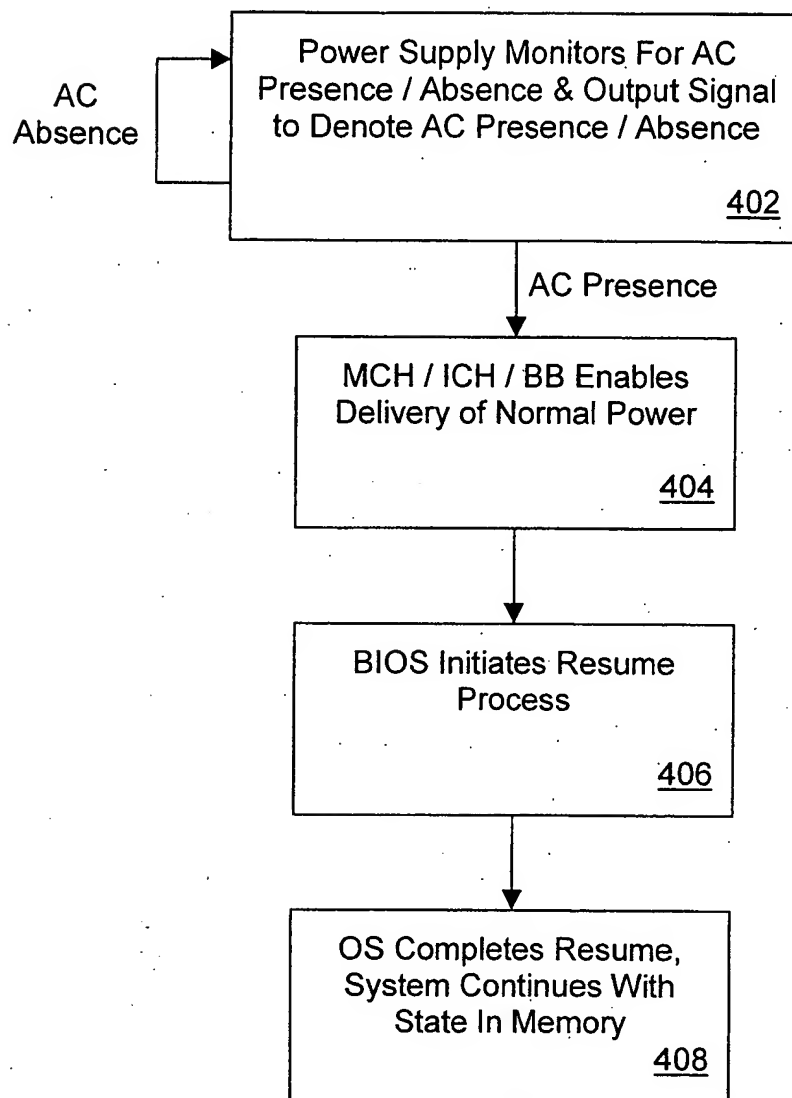 Power Supply Monitors For AC
Presence / Absence & Output Signal
to Denote AC Presence / Absence
402
AC
Absence
AC Presence
MCH / ICH / BB Enables
Delivery of Normal Power
404
BIOS Initiates Resume
Process
406
OS Completes Resume,
System Continues With
State In Memory
408